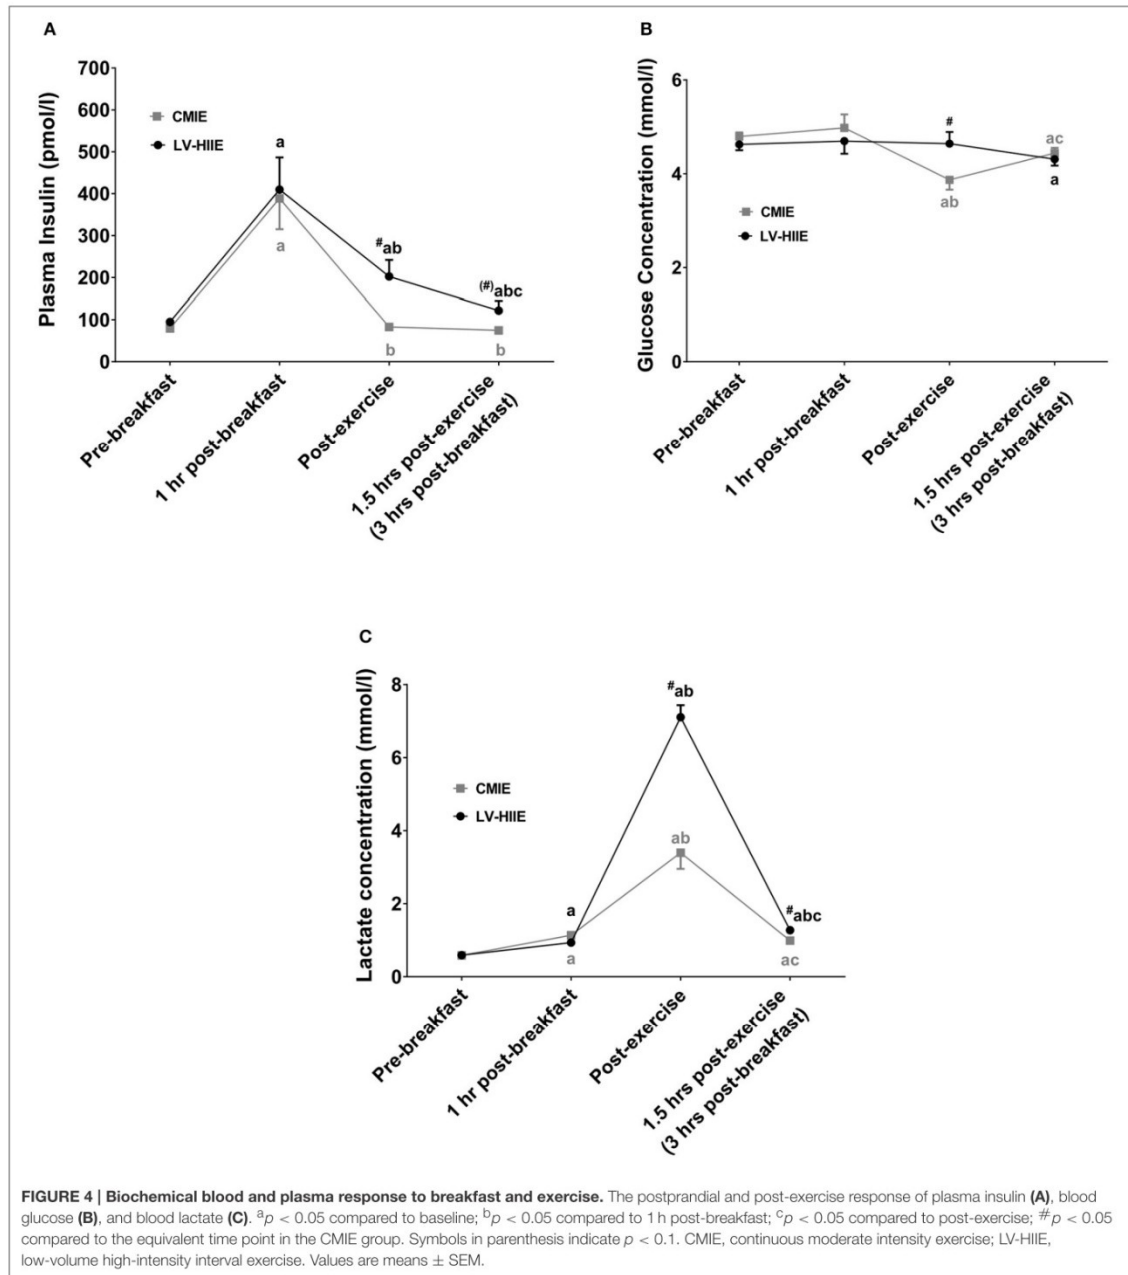 A
700
600
500
400
300
200
100
0
Plasma Insulin (pmol/l)
CMIE
LV-HIIE
a
a
#ab
b
(#)abc
b
Pre-breakfast
1 hr post-breakfast
Post-exercise
1.5 hrs post-exercise
(3 hrs post-breakfast)
B
6
4
2
0
Glucose Concentration (mmol/l)
CMIE
LV-HIIE
#
ab
ac
a
Pre-breakfast
1 hr post-breakfast
Post-exercise
1.5 hrs post-exercise
(3 hrs post-breakfast)
C
8
6
4
2
0
Lactate concentration (mmol/l)
CMIE
LV-HIIE
a
a
#ab
ab
#abc
ac
Pre-breakfast
1 hr post-breakfast
Post-exercise
1.5 hrs post-exercise
(3 hrs post-breakfast)
FIGURE 4 | Biochemical blood and plasma response to breakfast and exercise. The postprandial and post-exercise response of plasma insulin (A), blood
glucose (B), and blood lactate (C). ap < 0.05 compared to baseline; bp < 0.05 compared to 1 h post-breakfast; cp < 0.05 compared to post-exercise; #p < 0.05
compared to the equivalent time point in the CMIE group. Symbols in parenthesis indicate p < 0.1. CMIE, continuous moderate intensity exercise; LV-HIIE,
low-volume high-intensity interval exercise. Values are means ± SEM.